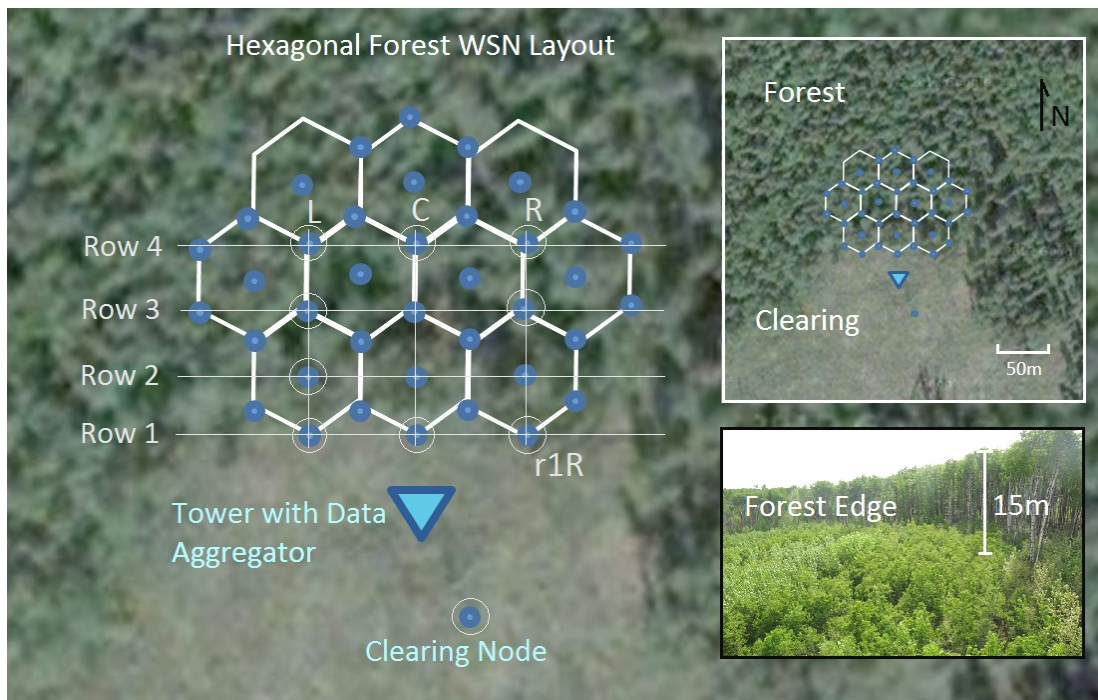 Hexagonal Forest WSN Layout
L
C
R
Row 4
Row 3
Row 2
Row 1
r1R
Tower with Data
Aggregator
Clearing Node
Forest
N
Clearing
50m
Forest Edge
15m